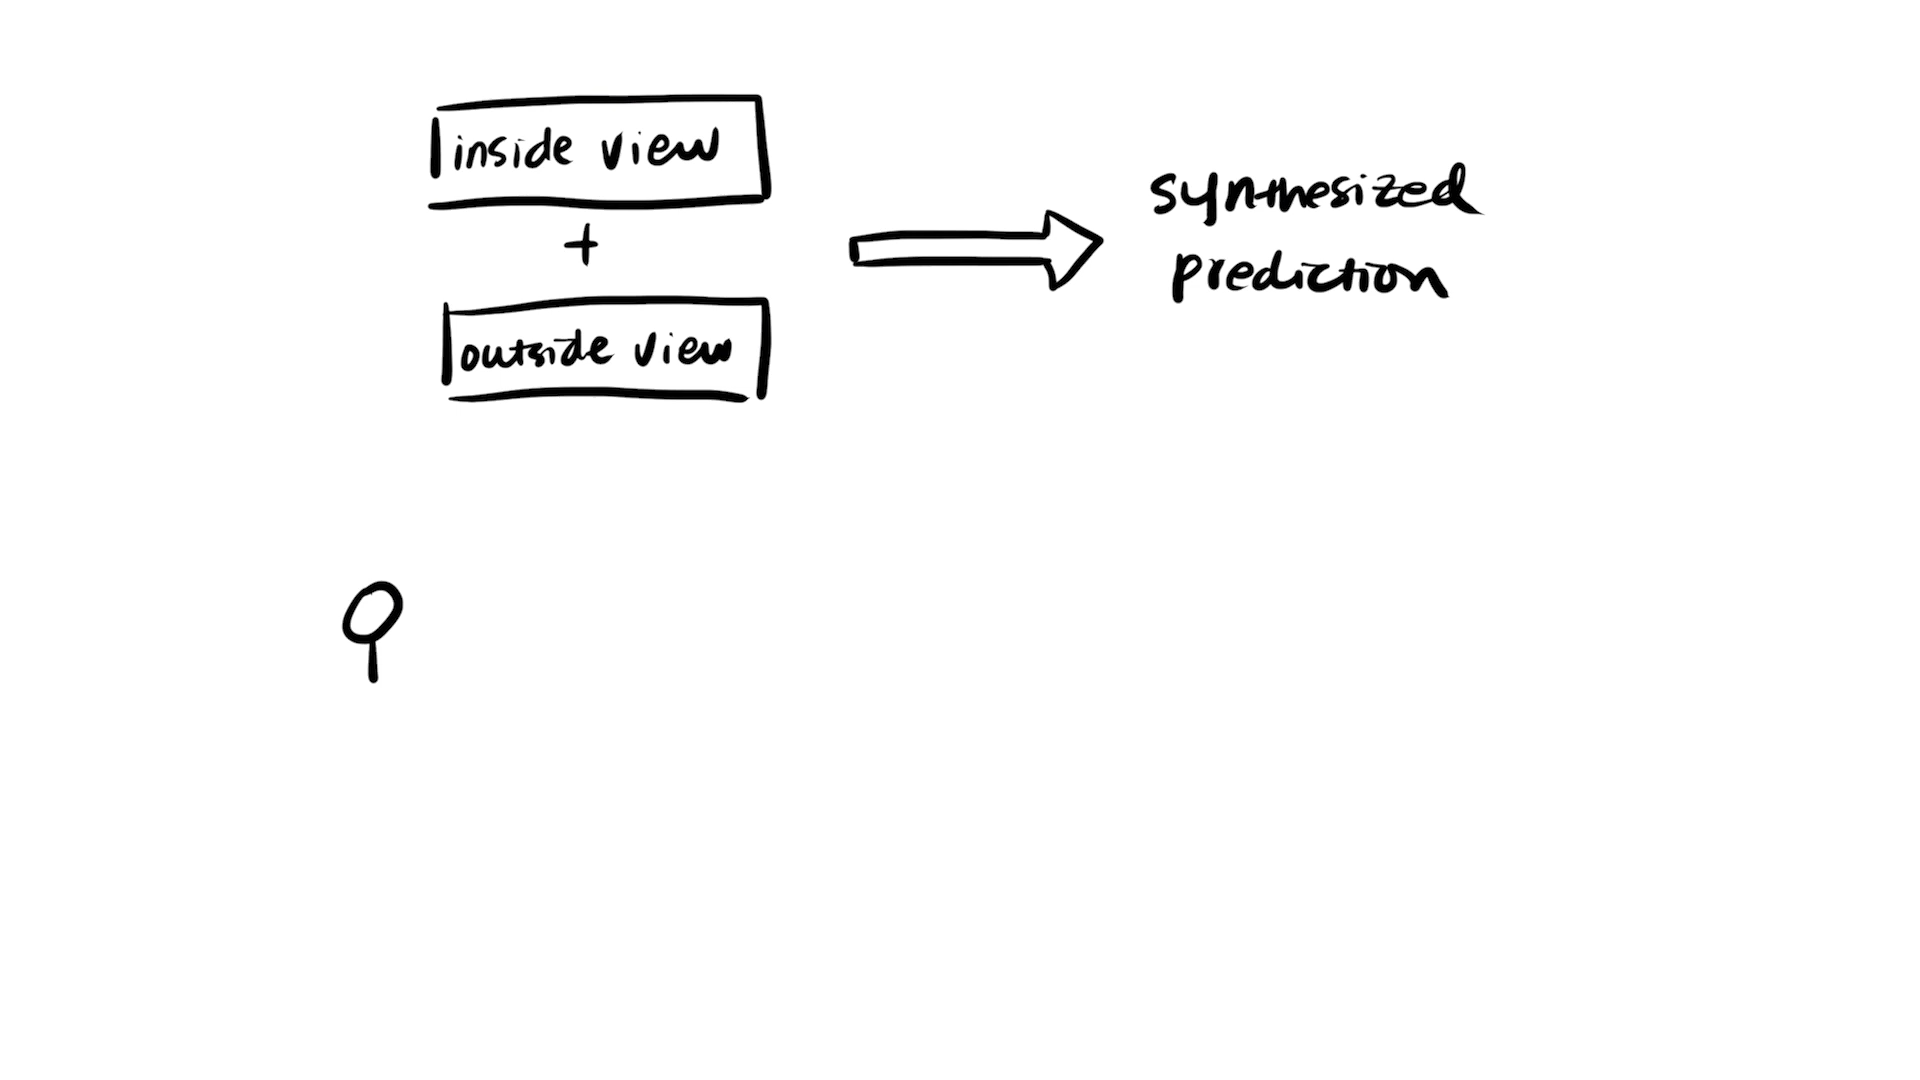 inside view
+
outside view
synthesized
prediction